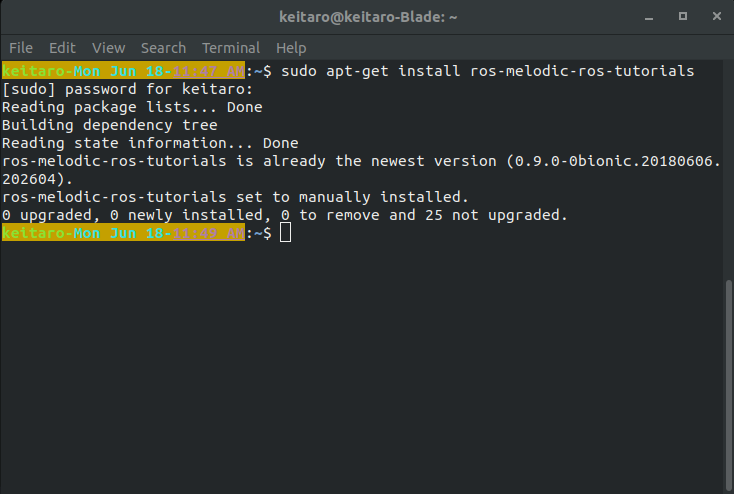 keitaro@keitaro-Blade: ~
File Edit View Search Terminal Help
keitaro-Mon Jun 18-11:47 AM:~$ sudo apt-get install ros-melodic-ros-tutorials
[sudo] password for keitaro:
Reading package lists... Done
Building dependency tree
Reading state information... Done
ros-melodic-ros-tutorials is already the newest version (0.9.0-0bionic.20180606.
202604).
ros-melodic-ros-tutorials set to manually installed.
0 upgraded, 0 newly installed, 0 to remove and 25 not upgraded.
keitaro-Mon Jun 18-11:49 AM:~$